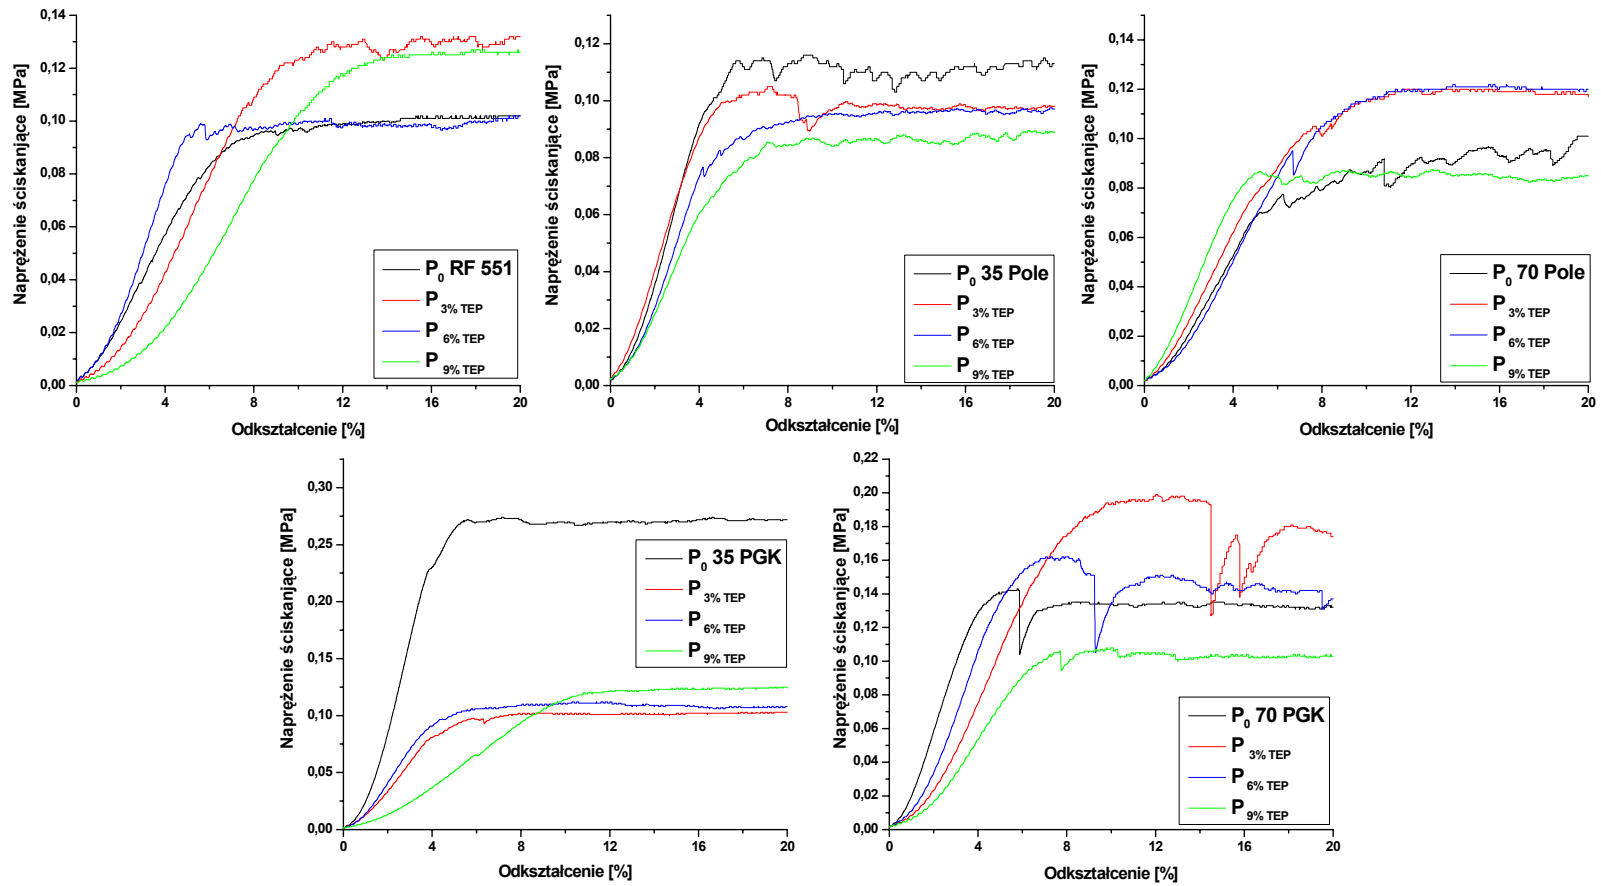 0,14
0,12
0,10
0,08
0,06
0,04
0,02
0,00
Naprężenie ściskanjące [MPa]
P0 RF 551
P3% TEP
P6% TEP
P9% TEP
0 4 8 12 16 20
Odkształcenie [%]
0,12
0,10
0,08
0,06
0,04
0,02
0,00
Naprężenie ściskanjące [MPa]
P0 35 Pole
P3% TEP
P6% TEP
P9% TEP
0 4 8 12 16 20
Odkształcenie [%]
0,14
0,12
0,10
0,08
0,06
0,04
0,02
0,00
Naprężenie ściskanjące [MPa]
P0 70 Pole
P3% TEP
P6% TEP
P9% TEP
0 4 8 12 16 20
Odkształcenie [%]
0,30
0,25
0,20
0,15
0,10
0,05
0,00
Naprężenie ściskanjące [MPa]
P0 35 PGK
P3% TEP
P6% TEP
P9% TEP
0 4 8 12 16 20
Odkształcenie [%]
0,22
0,20
0,18
0,16
0,14
0,12
0,10
0,08
0,06
0,04
0,02
0,00
Naprężenie ściskanjące [MPa]
P0 70 PGK
P 3% TEP
P 6% TEP
P9% TEP
0 4 8 12 16 20
Odkształcenie [%]